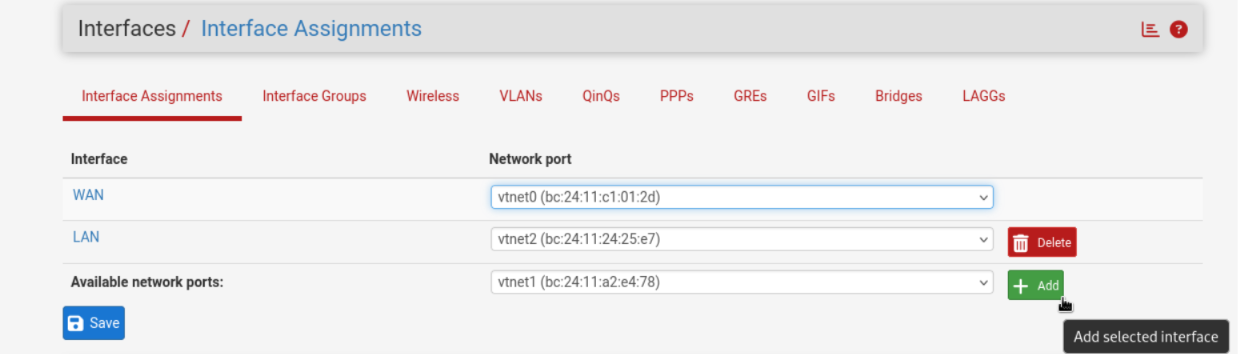 Interfaces / Interface Assignments
Interface Assignments Interface Groups Wireless VLANs QinQs PPPs GREs GIFs Bridges LAGGs
Interface Network port
WAN vtnet0 (bc:24:11:c1:01:2d)
LAN vtnet2 (bc:24:11:24:25:e7) Delete
Available network ports: vtnet1 (bc:24:11:a2:e4:78) Add
Save
Add selected interface